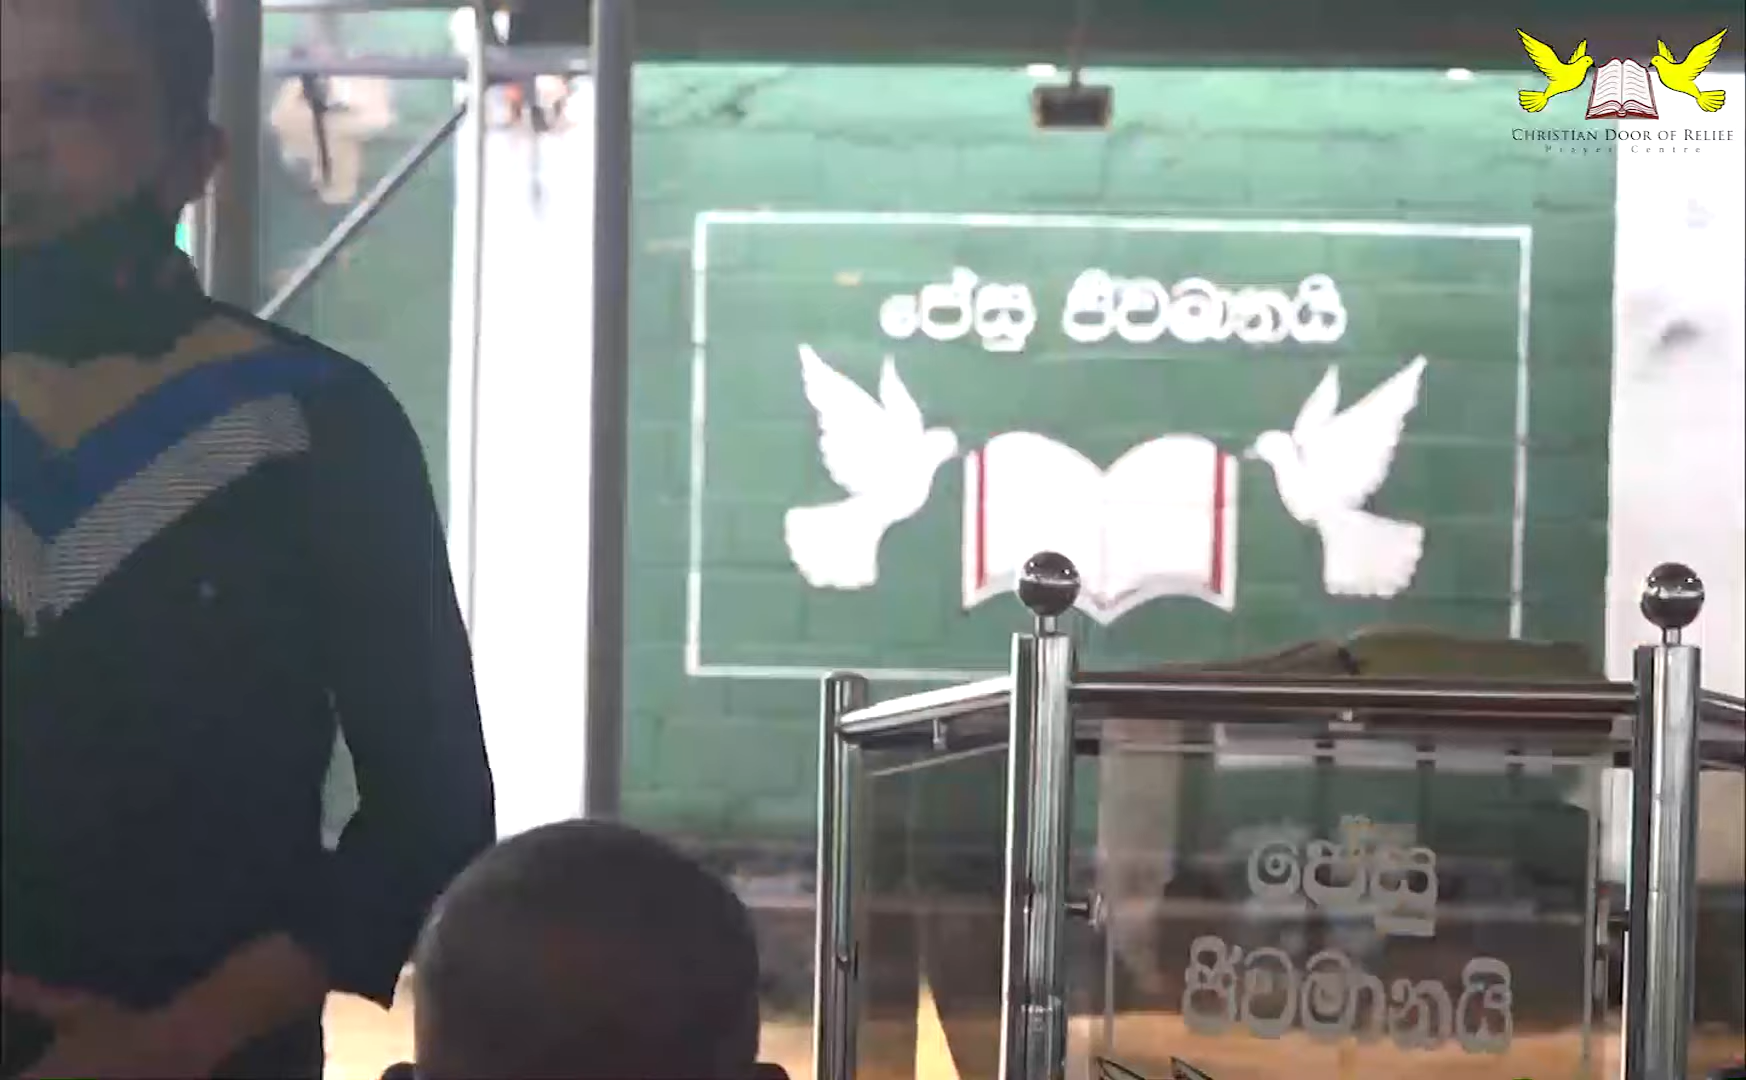 CHRISTIAN DOOR OF RELIEF
Prayer Centre
ජේසු ජීවමානයි
ජේසු
ජීවමානයි